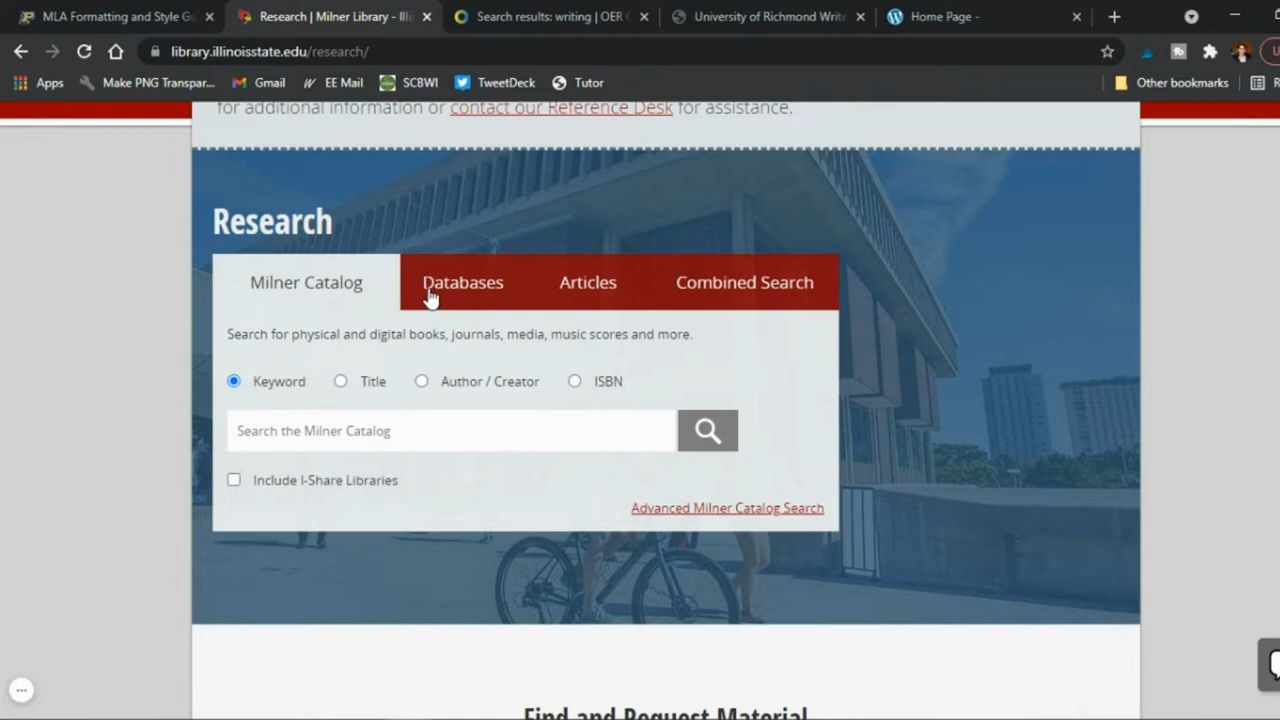 MLA Formatting and Style Gu
Research | Milner Library - Illi
Search results: writing | OER C
University of Richmond Write
Home Page -
library.illinoisstate.edu/research/
Apps
Make PNG Transpar...
Gmail
EE Mail
SCBWI
TweetDeck
Tutor
Other bookmarks
for additional information or contact our Reference Desk for assistance.
Research
Milner Catalog
Databases
Articles
Combined Search
Search for physical and digital books, journals, media, music scores and more.
Keyword
Title
Author / Creator
ISBN
Search the Milner Catalog
Include I-Share Libraries
Advanced Milner Catalog Search
Find and Request Material